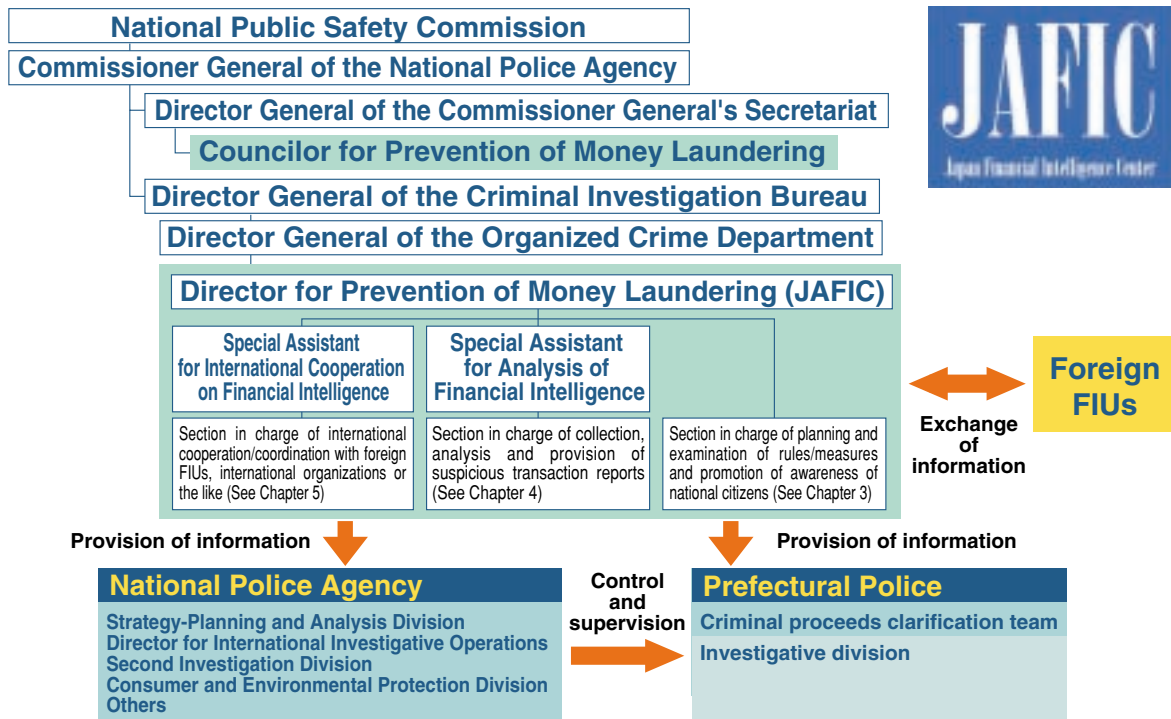 National Public Safety Commission
Commissioner General of the National Police Agency
Director General of the Commissioner General's Secretariat
Councilor for Prevention of Money Laundering
Director General of the Criminal Investigation Bureau
Director General of the Organized Crime Department
JAFIC
Japan Financial Intelligence Center
Director for Prevention of Money Laundering (JAFIC)
Special Assistant
for International Cooperation
on Financial Intelligence
Section in charge of international
cooperation/coordination with foreign
FIUs, international organizations or
the like (See Chapter 5)
Special Assistant
for Analysis of
Financial Intelligence
Section in charge of collection,
analysis and provision of
suspicious transaction reports
(See Chapter 4)
Section in charge of planning and
examination of rules/measures
and promotion of awareness of
national citizens (See Chapter 3)
Exchange
of
information
Foreign
FIUs
Provision of information
Provision of information
National Police Agency
Strategy-Planning and Analysis Division
Director for International Investigative Operations
Second Investigation Division
Consumer and Environmental Protection Division
Others
Control
and
supervision
Prefectural Police
Criminal proceeds clarification team
Investigative division